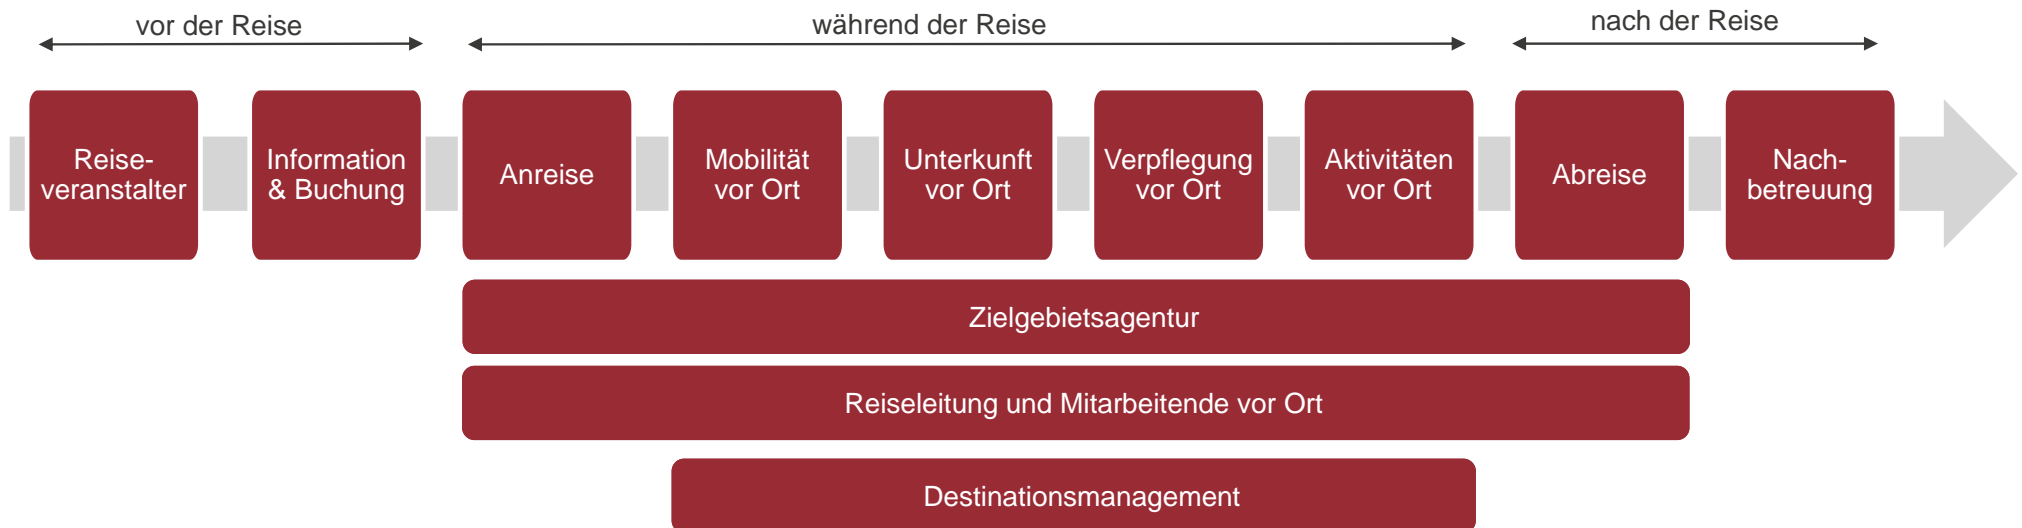 vor der Reise
während der Reise
nach der Reise
Reise-
veranstalter
Information
& Buchung
Anreise
Mobilität
vor Ort
Unterkunft
vor Ort
Verpflegung
vor Ort
Aktivitäten
vor Ort
Abreise
Nach-
betreuung
Zielgebietsagentur
Reiseleitung und Mitarbeitende vor Ort
Destinationsmanagement